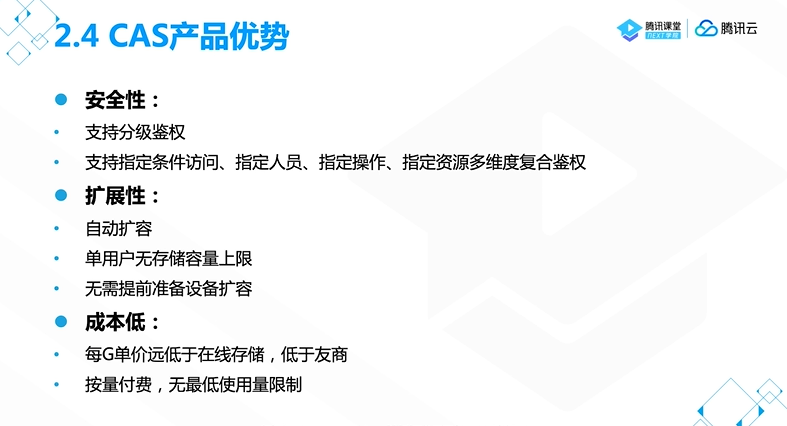 2.4 CAS产品优势
腾讯课堂
NEXT学院
腾讯云
安全性：
支持分级鉴权
支持指定条件访问、指定人员、指定操作、指定资源多维度复合鉴权
扩展性：
自动扩容
单用户无存储容量上限
无需提前准备设备扩容
成本低：
每G单价远低于在线存储，低于友商
按量付费，无最低使用量限制